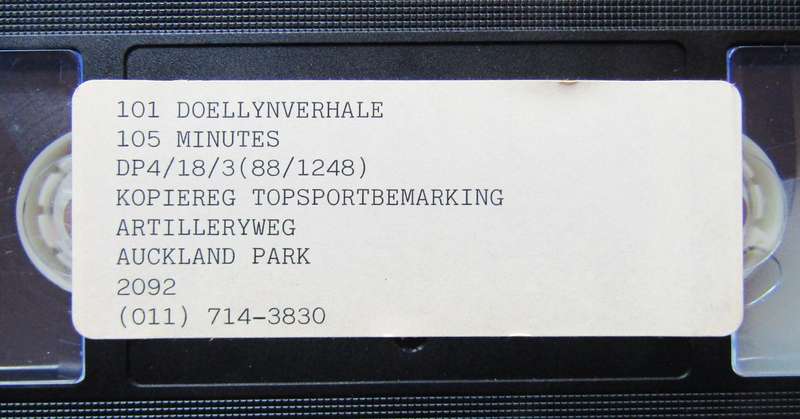 101 DOELLYNVERHALE
105 MINUTES
DP4/18/3(88/1248)
KOPIEREG TOPSPORTBEMARKING
ARTILLERYWEG
AUCKLAND PARK
2092
(011) 714-3830